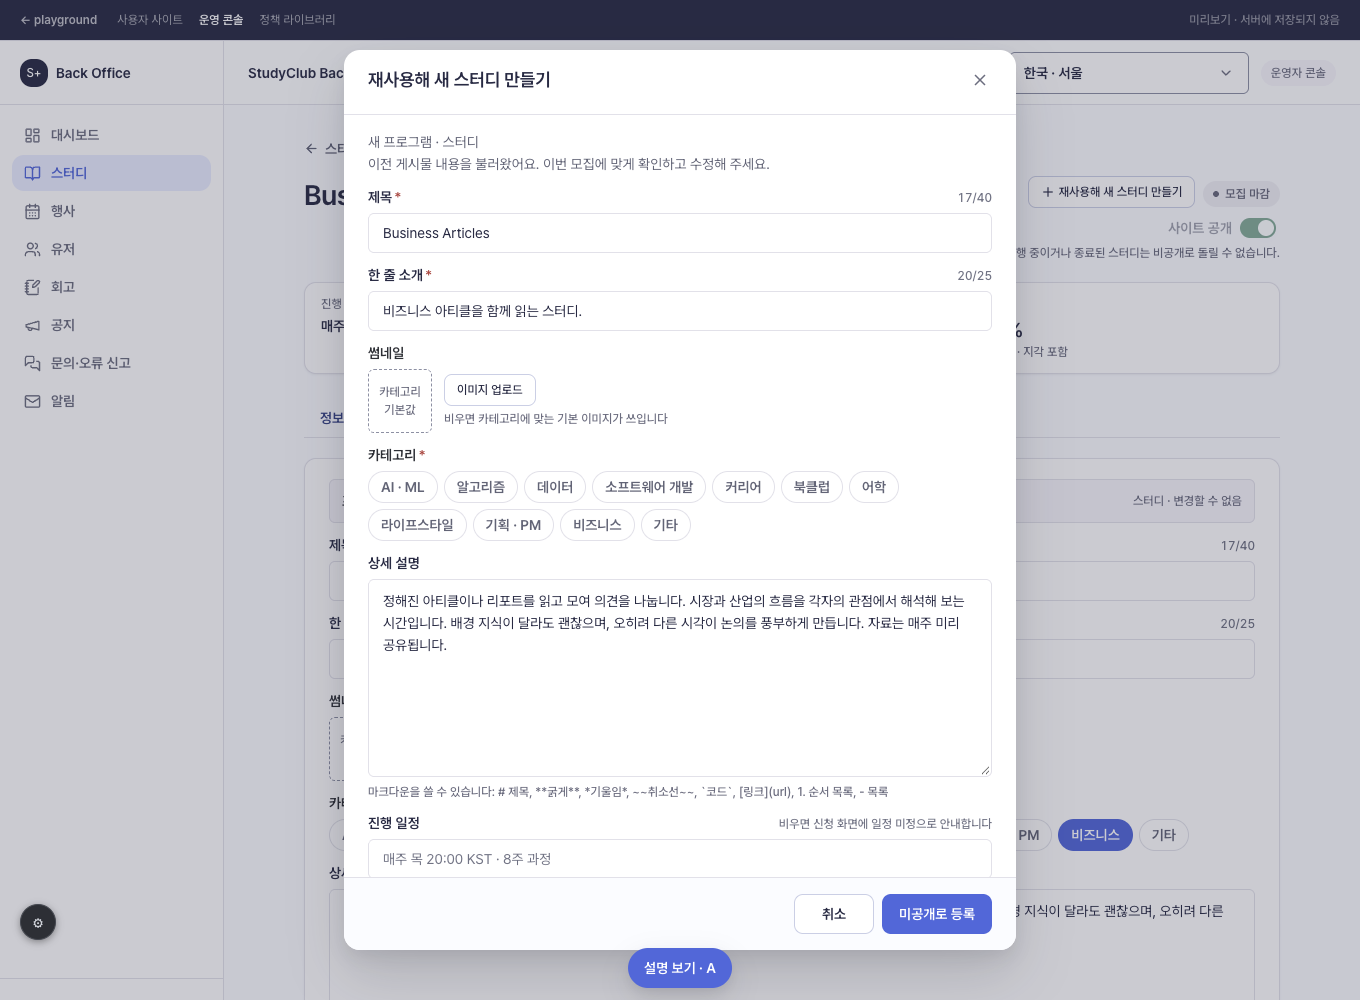 ← playground
사용자 사이트
운영 콘솔
정책 라이브러리
미리보기 · 서버에 저장되지 않음
S+
Back Office
StudyClub Bac
한국 · 서울
운영자 콘솔
대시보드
스터디
행사
유저
회고
공지
문의·오류 신고
알림
← 스터
Bus
+ 재사용해 새 스터디 만들기
모집 마감
사이트 공개
행 중이거나 종료된 스터디는 비공개로 돌릴 수 없습니다.
진행
매주
%
· 지각 포함
정보
스터디 · 변경할 수 없음
제목
17/40
한
20/25
썸네
카테
PM
비즈니스
기타
상세
경 지식이 달라도 괜찮으며, 오히려 다른
재사용해 새 스터디 만들기
새 프로그램 · 스터디
이전 게시물 내용을 불러왔어요. 이번 모집에 맞게 확인하고 수정해 주세요.
제목 *
17/40
Business Articles
한 줄 소개 *
20/25
비즈니스 아티클을 함께 읽는 스터디.
썸네일
카테고리
기본값
이미지 업로드
비우면 카테고리에 맞는 기본 이미지가 쓰입니다
카테고리 *
AI · ML
알고리즘
데이터
소프트웨어 개발
커리어
북클럽
어학
라이프스타일
기획 · PM
비즈니스
기타
상세 설명
정해진 아티클이나 리포트를 읽고 모여 의견을 나눕니다. 시장과 산업의 흐름을 각자의 관점에서 해석해 보는
시간입니다. 배경 지식이 달라도 괜찮으며, 오히려 다른 시각이 논의를 풍부하게 만듭니다. 자료는 매주 미리
공유됩니다.
마크다운을 쓸 수 있습니다: # 제목, **굵게**, *기울임*, ~~취소선~~, `코드`, [링크](url), 1. 순서 목록, - 목록
진행 일정
비우면 신청 화면에 일정 미정으로 안내합니다
매주 목 20:00 KST · 8주 과정
취소
미공개로 등록
설명 보기 · A